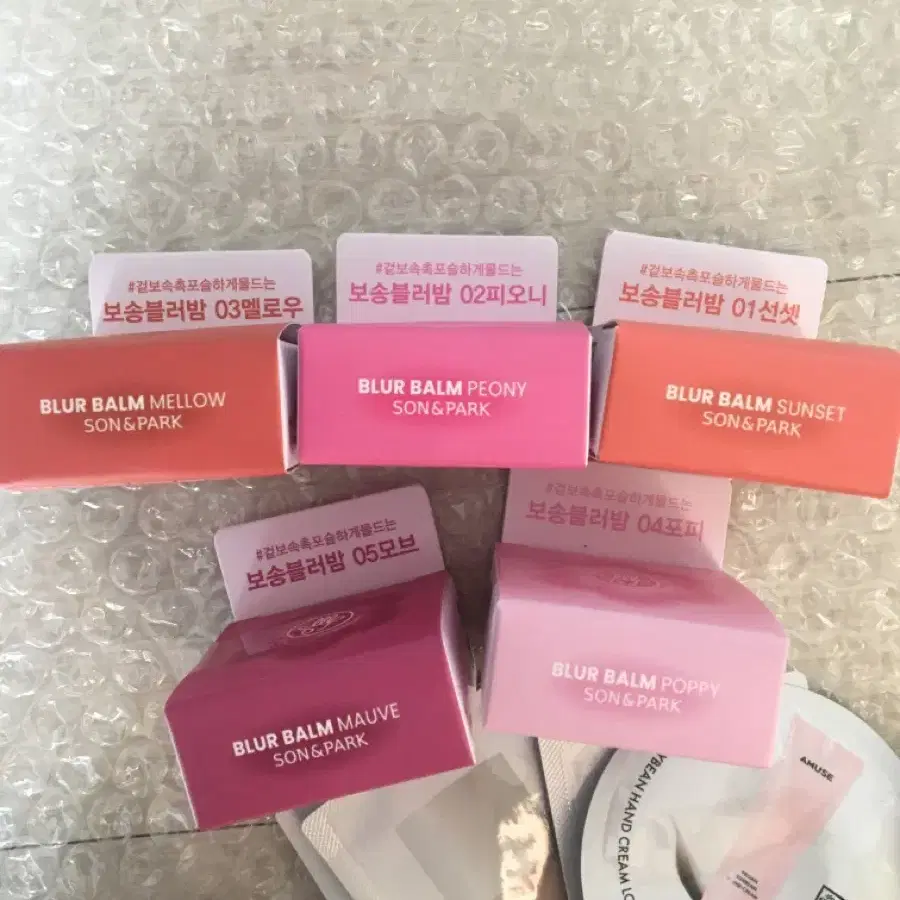 #겉보속촉포슬하게물드는
보송블러밤 03멜로우
BLUR BALM MELLOW
SON&PARK
#겉보속촉포슬하게물드는
보송블러밤 02피오니
BLUR BALM PEONY
SON&PARK
#겉보속촉포슬하게물드는
보송블러밤 01선셋
BLUR BALM SUNSET
SON&PARK
#겉보속촉포슬하게물드는
보송블러밤 05모브
BLUR BALM MAUVE
SON&PARK
#겉보속촉포슬하게물드는
보송블러밤 04포피
BLUR BALM POPPY
SON&PARK
AMUSE
HAND CREAM